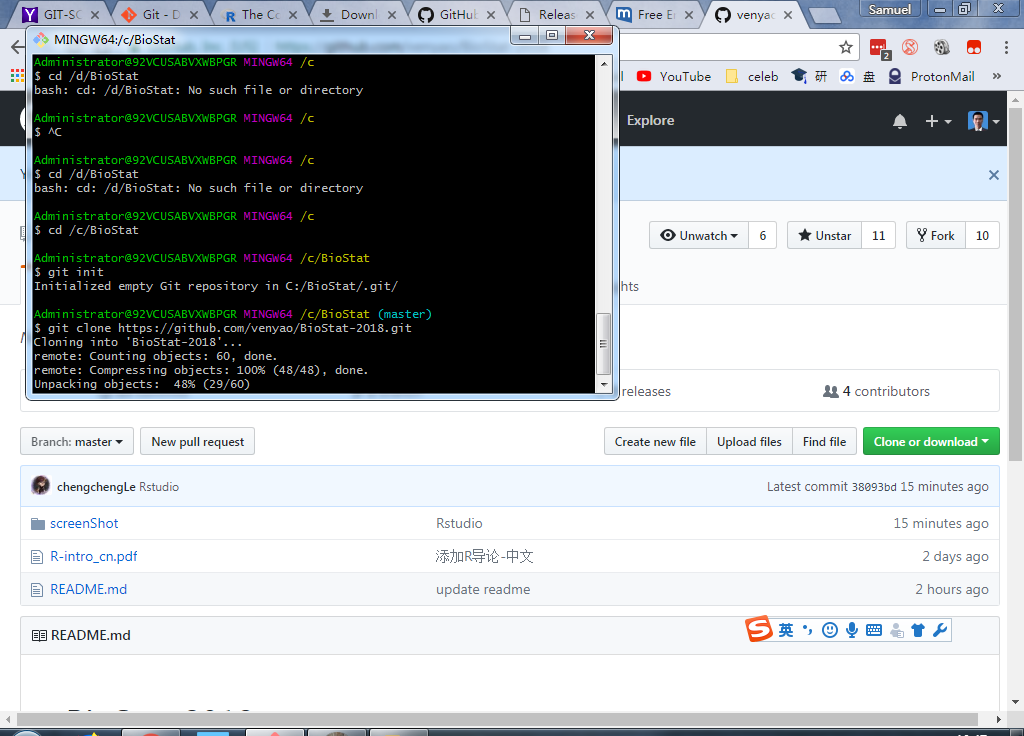 GIT-SC
Git - D
The Co
Downl
GitHub
Releas
Free E
venyao
Samuel
MINGW64:/c/BioStat
Administrator@92VCUSABVXWBPGR MINGW64 /c
$ cd /d/BioStat
bash: cd: /d/BioStat: No such file or directory
Administrator@92VCUSABVXWBPGR MINGW64 /c
$ ^C
Administrator@92VCUSABVXWBPGR MINGW64 /c
$ cd /d/BioStat
bash: cd: /d/BioStat: No such file or directory
Administrator@92VCUSABVXWBPGR MINGW64 /c
$ cd /c/BioStat
Administrator@92VCUSABVXWBPGR MINGW64 /c/BioStat
$ git init
Initialized empty Git repository in C:/BioStat/.git/
Administrator@92VCUSABVXWBPGR MINGW64 /c/BioStat (master)
$ git clone https://github.com/venyao/BioStat-2018.git
Cloning into 'BioStat-2018'...
remote: Counting objects: 60, done.
remote: Compressing objects: 100% (48/48), done.
Unpacking objects:  48% (29/60)
2
YouTube celeb 研 盘 ProtonMail »
Explore
Unwatch 6 Unstar 11 Fork 10
hts
releases 4 contributors
Branch: master New pull request Create new file Upload files Find file Clone or download
chengchengLe Rstudio Latest commit 38093bd 15 minutes ago
screenShot Rstudio 15 minutes ago
R-intro_cn.pdf 添加R导论-中文 2 days ago
README.md update readme 2 hours ago
README.md
英